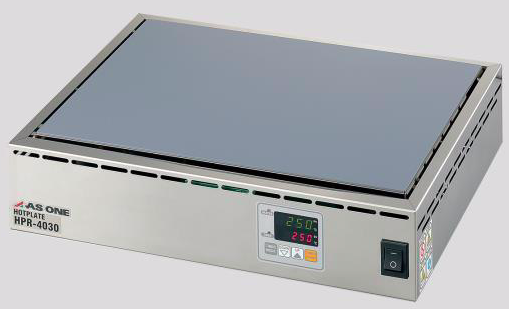 AS ONE
HOTPLATE
HPR-4030
250
250